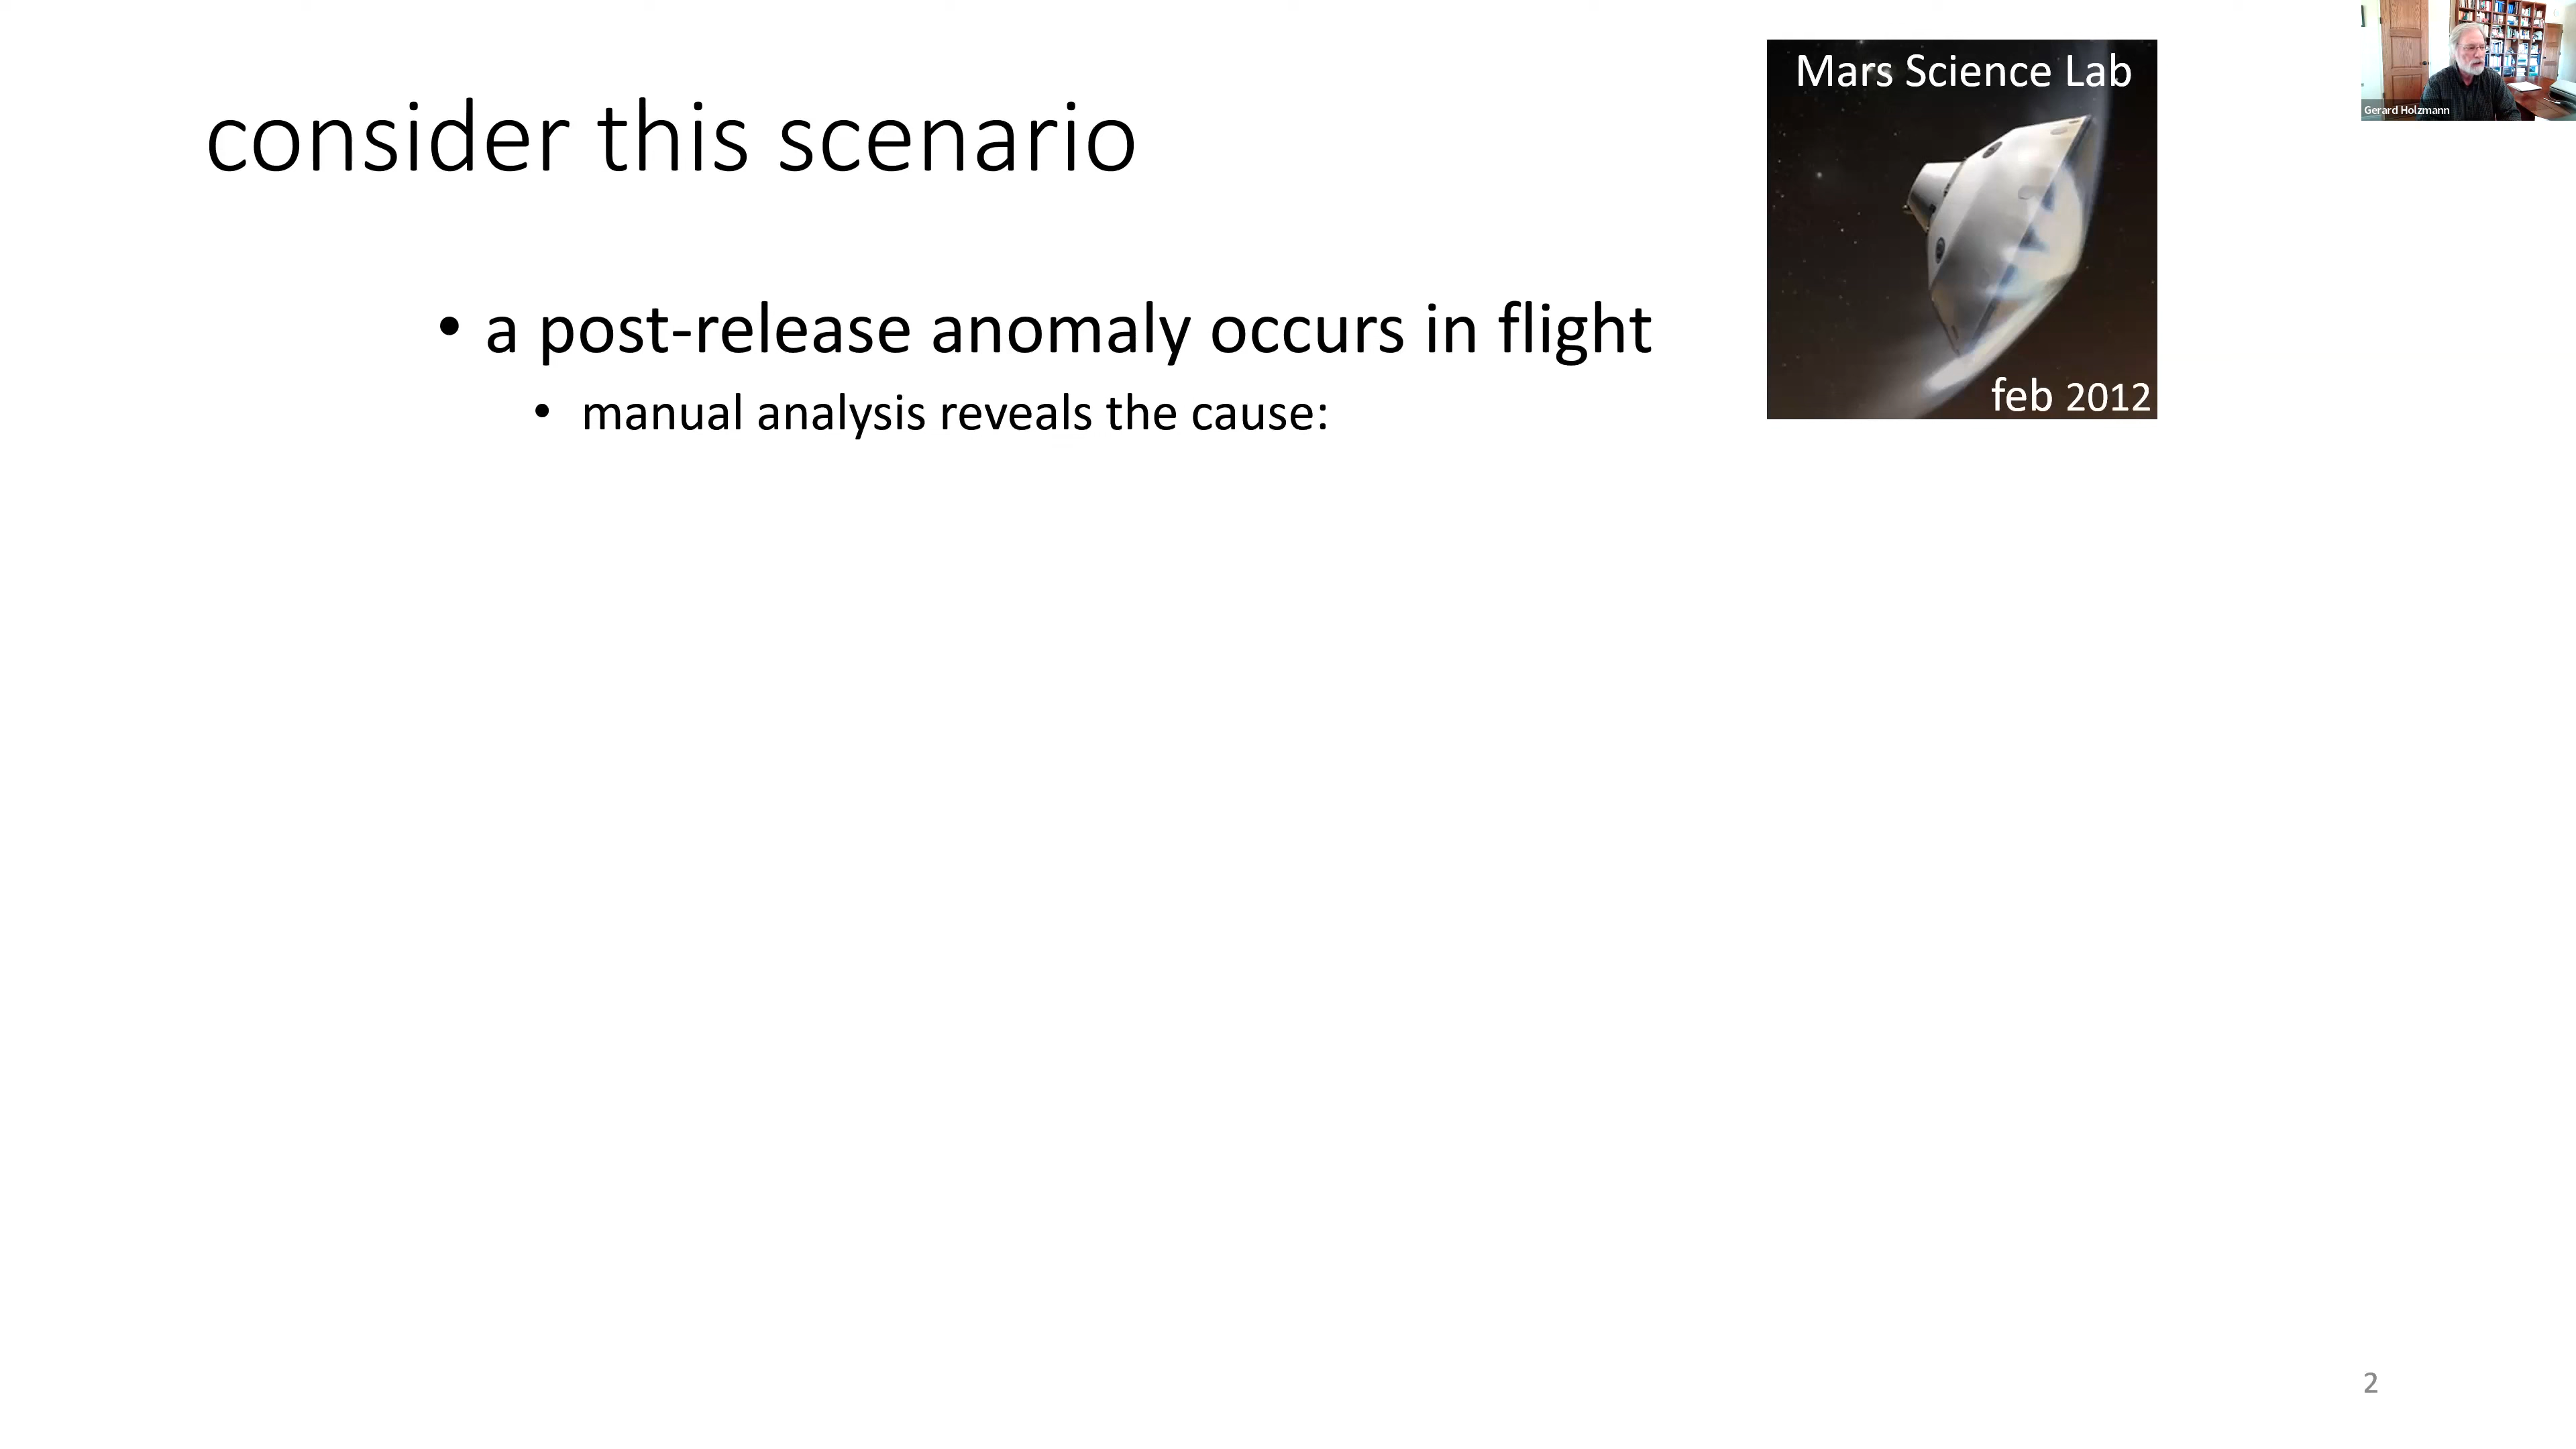 consider this scenario
Mars Science Lab
feb 2012
Gerard Holzmann
• a post-release anomaly occurs in flight
• manual analysis reveals the cause:
2